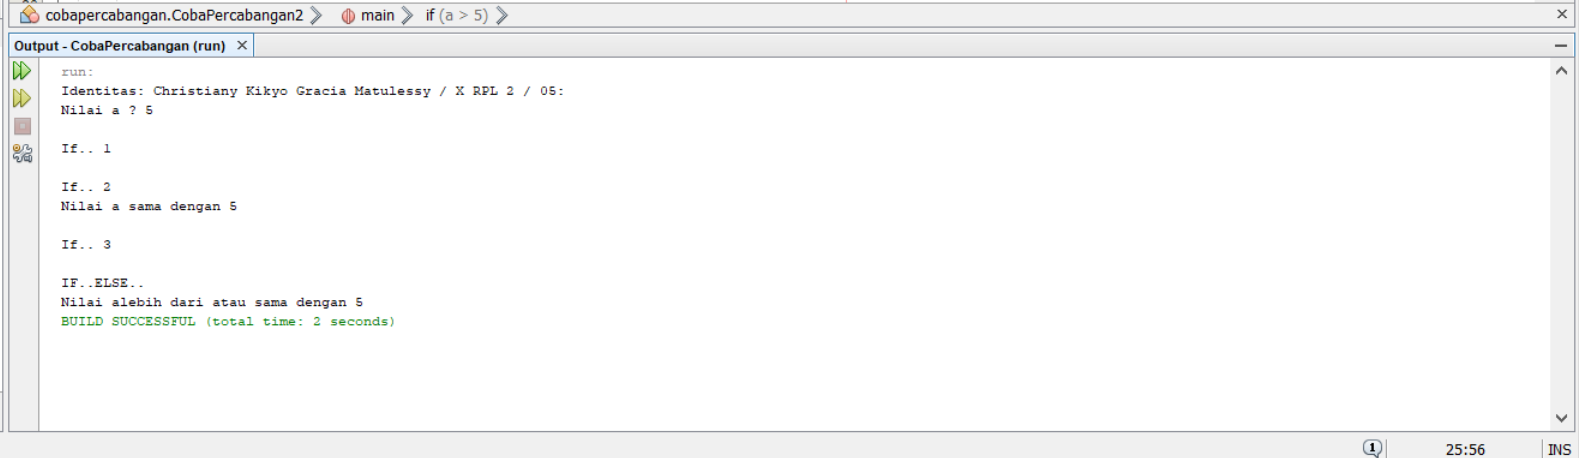 cobapercabangan.CobaPercabangan2 main if (a > 5)
Output - CobaPercabangan (run)
run:
Identitas: Christiany Kikyo Gracia Matulessy / X RPL 2 / 05:
Nilai a ? 5
If.. 1
If.. 2
Nilai a sama dengan 5
If.. 3
IF..ELSE..
Nilai alebih dari atau sama dengan 5
BUILD SUCCESSFUL (total time: 2 seconds)
1 25:56 INS